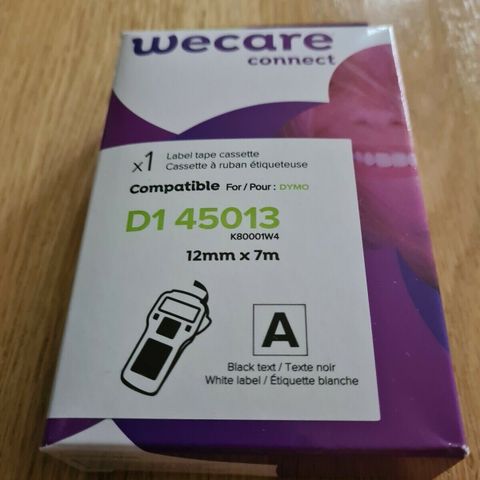 wecare
connect
x1 Label tape cassette
Cassette à ruban étiqueteuse
Compatible For / Pour : DYMO
D1 45013
K80001W4
12mm x 7m
A
Black text / Texte noir
White label / Étiquette blanche